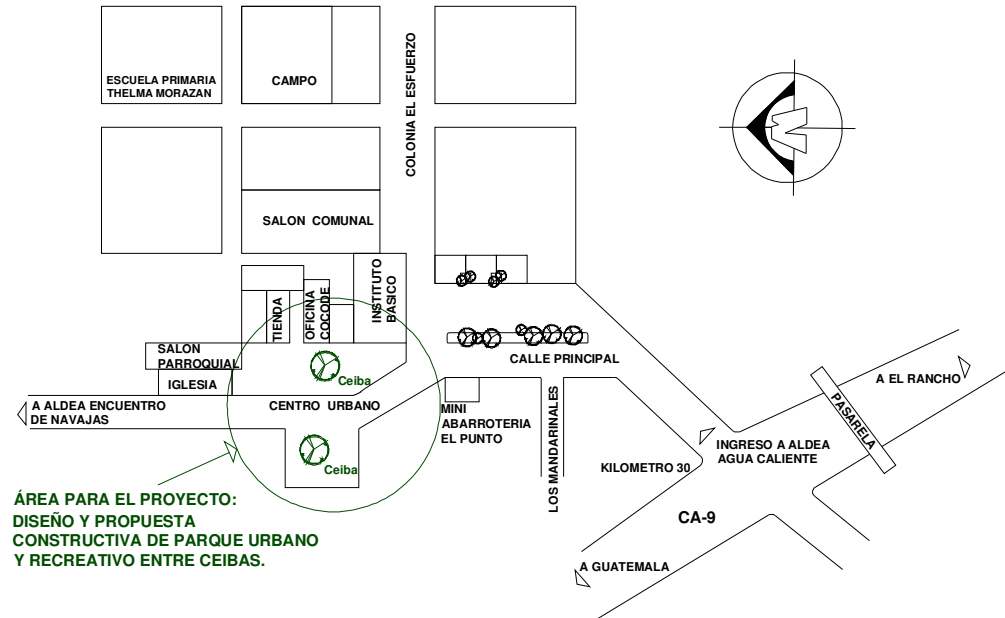 ESCUELA PRIMARIA
THELMA MORAZAN
CAMPO
COLONIA EL ESFUERZO
SALON COMUNAL
TIENDA
OFICINA
COCODE
INSTITUTO
BASICO
SALON
PARROQUIAL
IGLESIA
Ceiba
CENTRO URBANO
A ALDEA ENCUENTRO
DE NAVAJAS
Ceiba
CALLE PRINCIPAL
MINI
ABARROTERIA
EL PUNTO
LOS MANDARINALES
KILOMETRO 30
INGRESO A ALDEA
AGUA CALIENTE
PASARELA
A EL RANCHO
CA-9
A GUATEMALA
ÁREA PARA EL PROYECTO:
DISEÑO Y PROPUESTA
CONSTRUCTIVA DE PARQUE URBANO
Y RECREATIVO ENTRE CEIBAS.
N